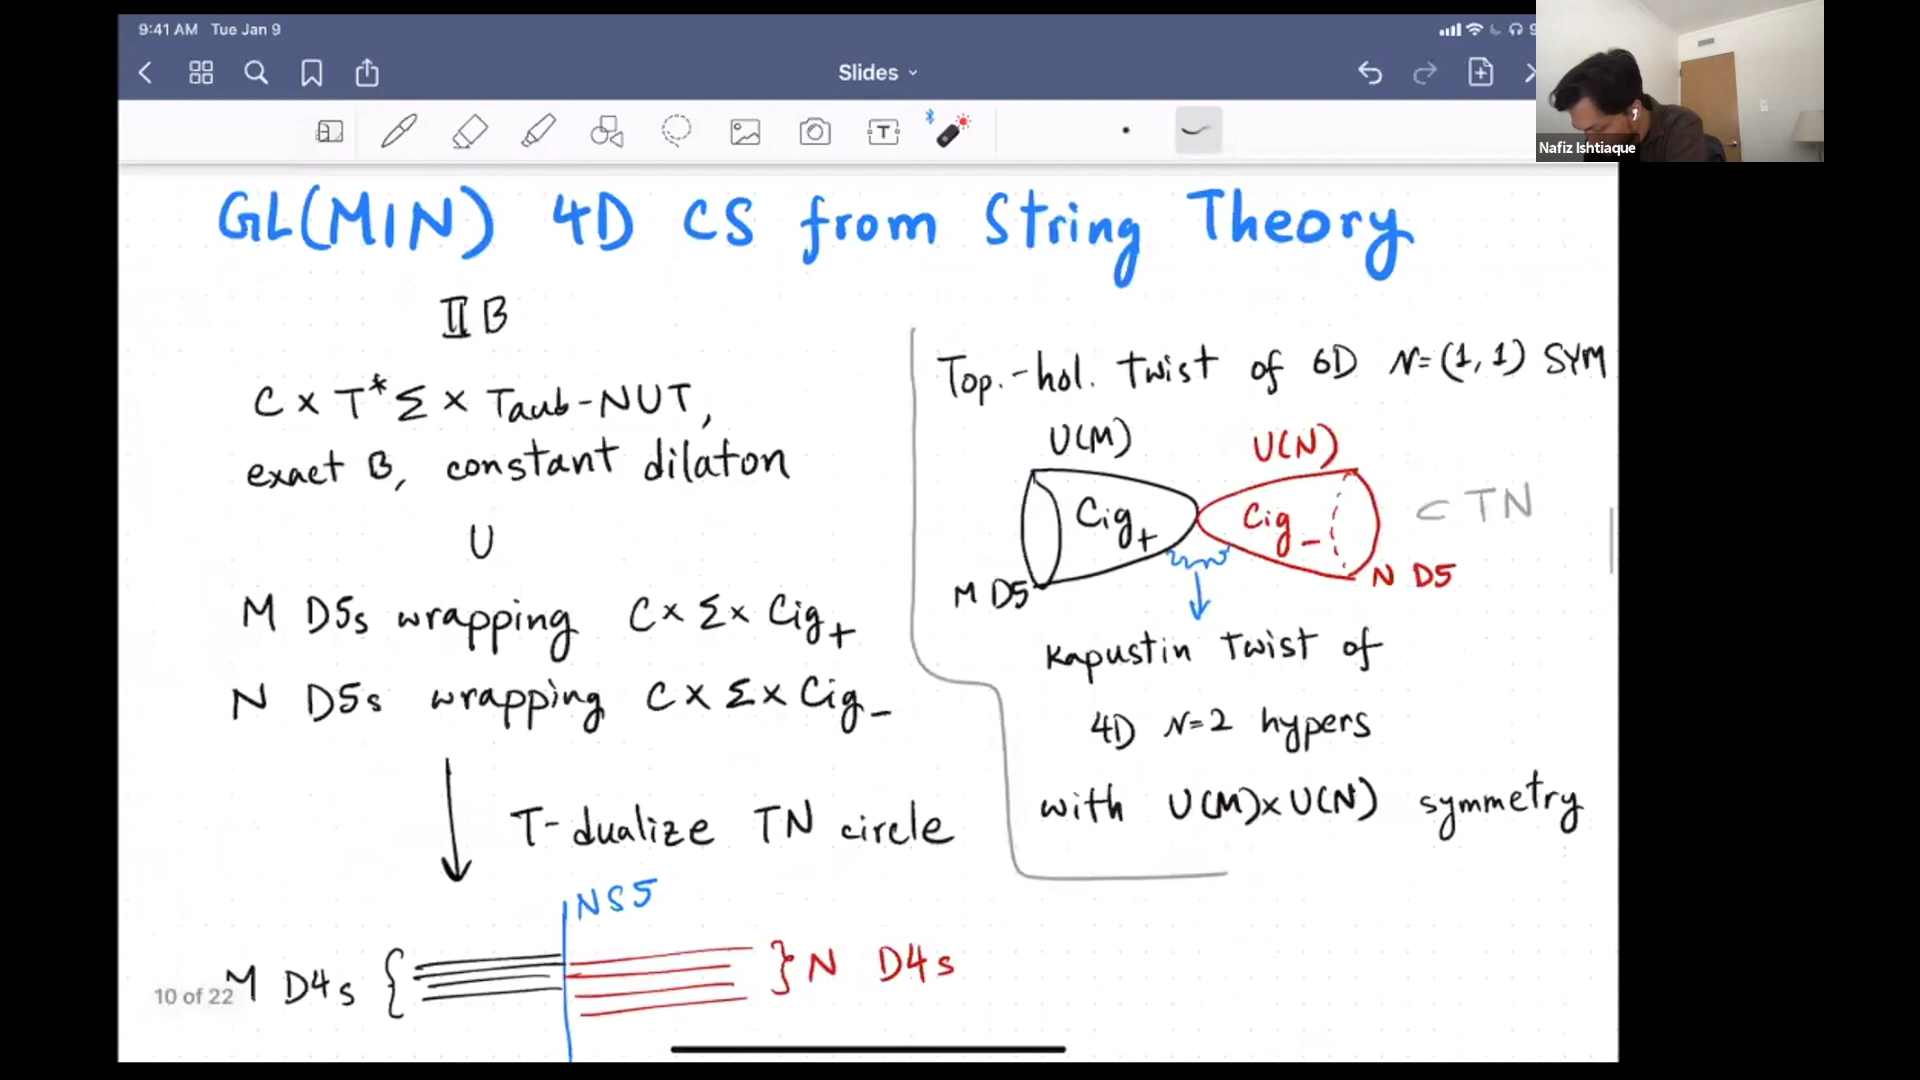 9:41 AM Tue Jan 9
Slides
Nafiz Ishtiaque
GL(M|N) 4D CS from String Theory
IIB
C × T*Σ × Taub-NUT,
exact B, constant dilaton
∪
M D5s wrapping C × Σ × Cig+
N D5s wrapping C × Σ × Cig-
T-dualize TN circle
NS5
M D4s { } N D4s
10 of 22
Top.-hol. twist of 6D N=(1,1) SYM
U(M) U(N)
Cig+ Cig- ⊂ TN
M D5 N D5
Kapustin Twist of
4D N=2 hypers
with U(M)×U(N) symmetry